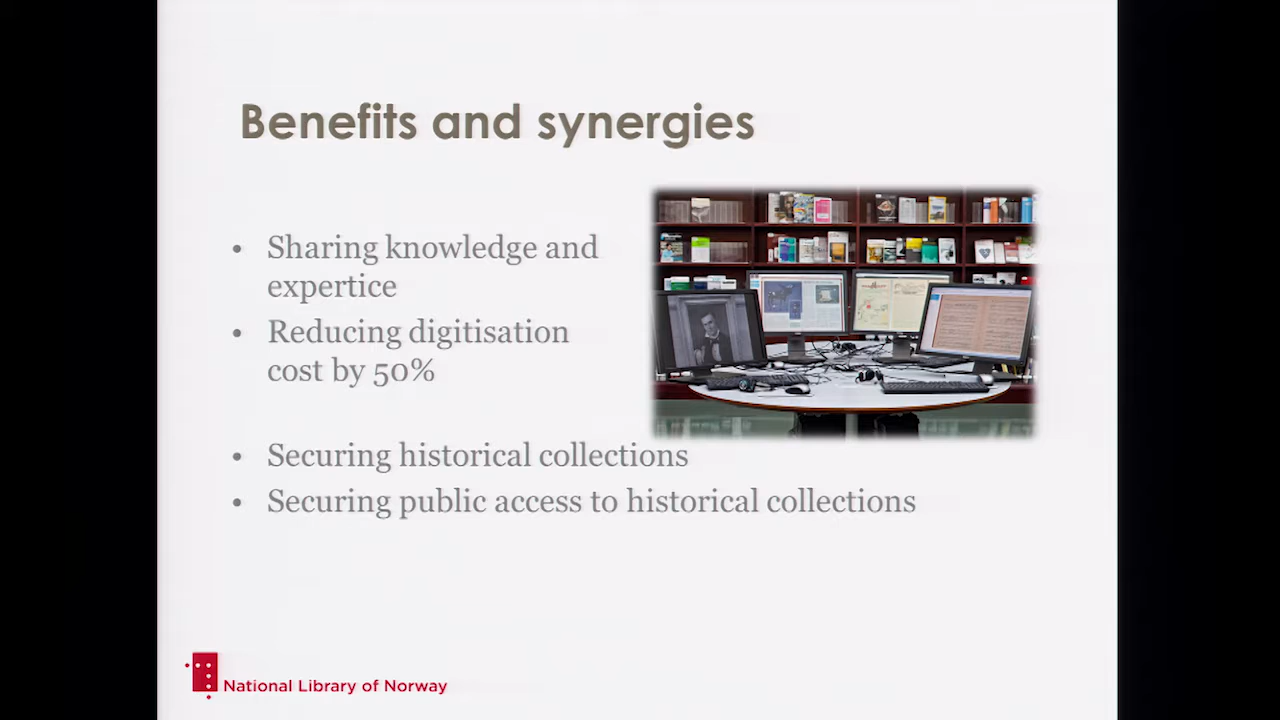 Benefits and synergies
• Sharing knowledge and
expertice
• Reducing digitisation
cost by 50%
• Securing historical collections
• Securing public access to historical collections
National Library of Norway